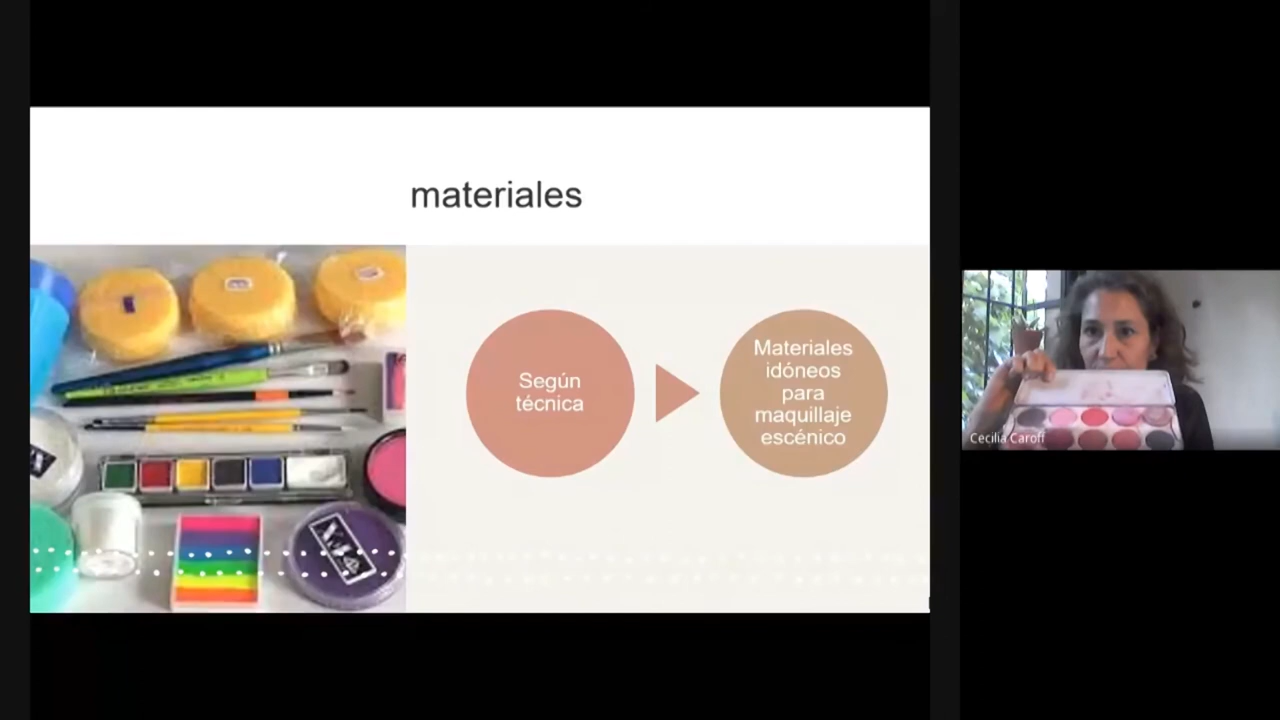 materiales
Según
técnica
Materiales
idóneos
para
maquillaje
escénico
Cecilia Caroff